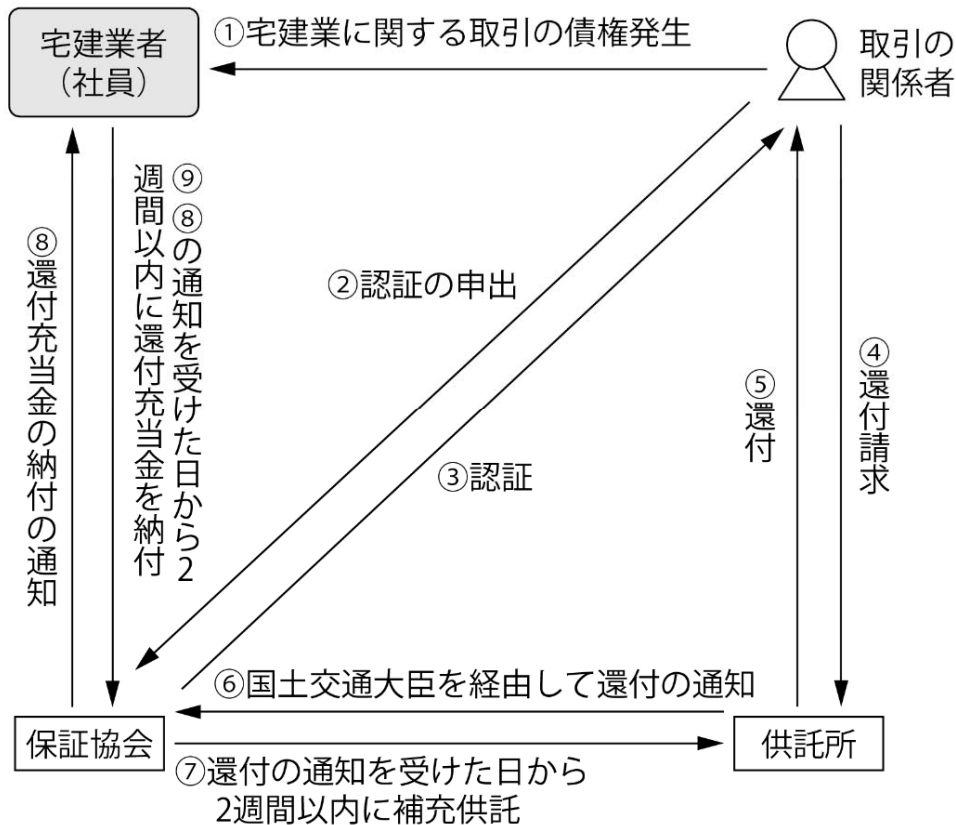 宅建業者
（社員）
①宅建業に関する取引の債権発生
取引の
関係者
⑧還付充当金の納付の通知
⑨⑧の通知を受けた日から2
週間以内に還付充当金を納付
②認証の申出
③認証
⑤還付
④還付請求
⑥国土交通大臣を経由して還付の通知
保証協会
供託所
⑦還付の通知を受けた日から
2週間以内に補充供託